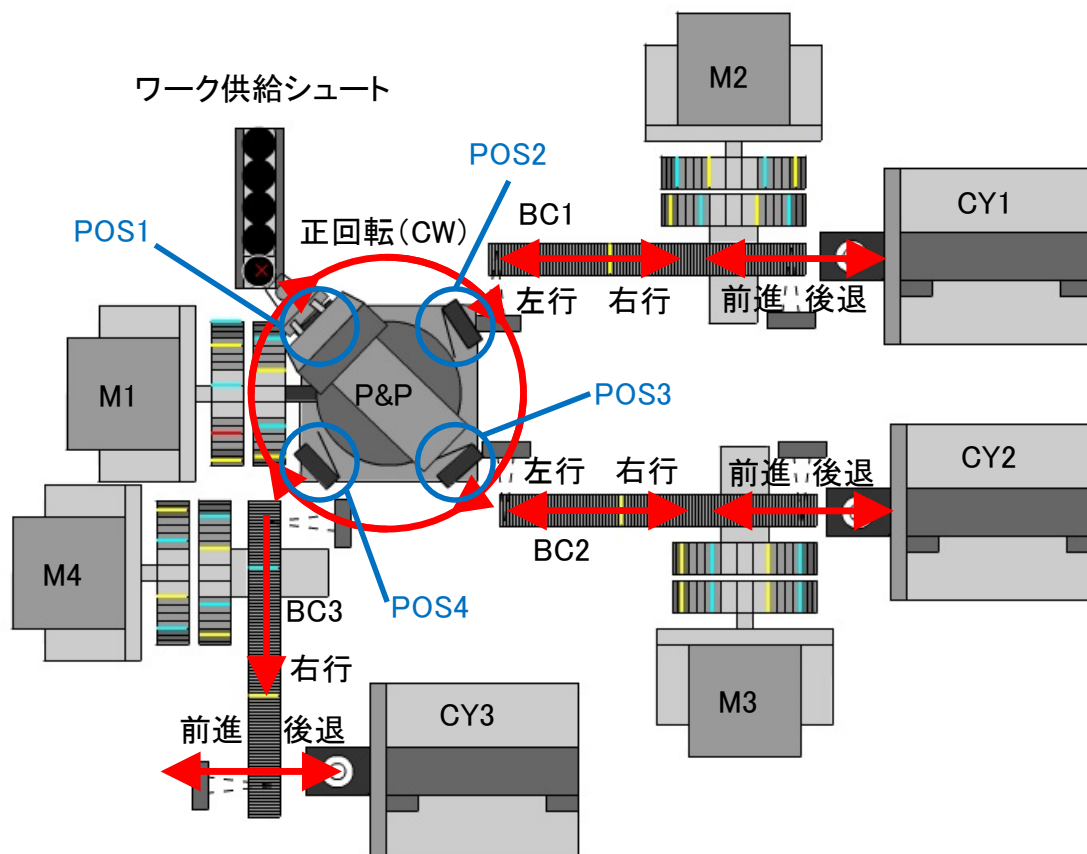 M2
ワーク供給シュート
POS2
CY1
BC1
POS1
正回転(CW)
左行
右行
前進
後退
M1
P&P
POS3
CY2
左行
右行
前進
後退
BC2
M4
POS4
BC3
右行
M3
CY3
前進
後退